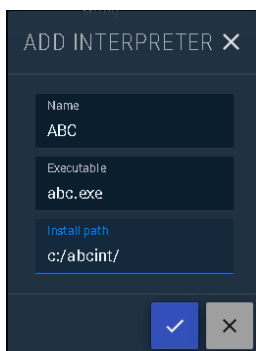 ADD INTERPRETER
Name
ABC
Executable
abc.exe
Install path
c:/abcint/